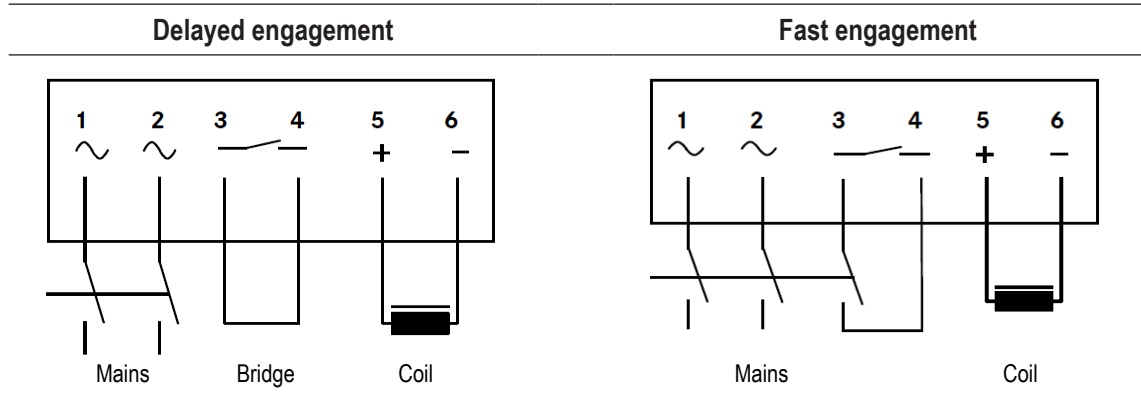 Delayed engagement
Fast engagement
1 2 3 4 5 6
+ –
1 2 3 4 5 6
+ –
Mains Bridge Coil
Mains Coil